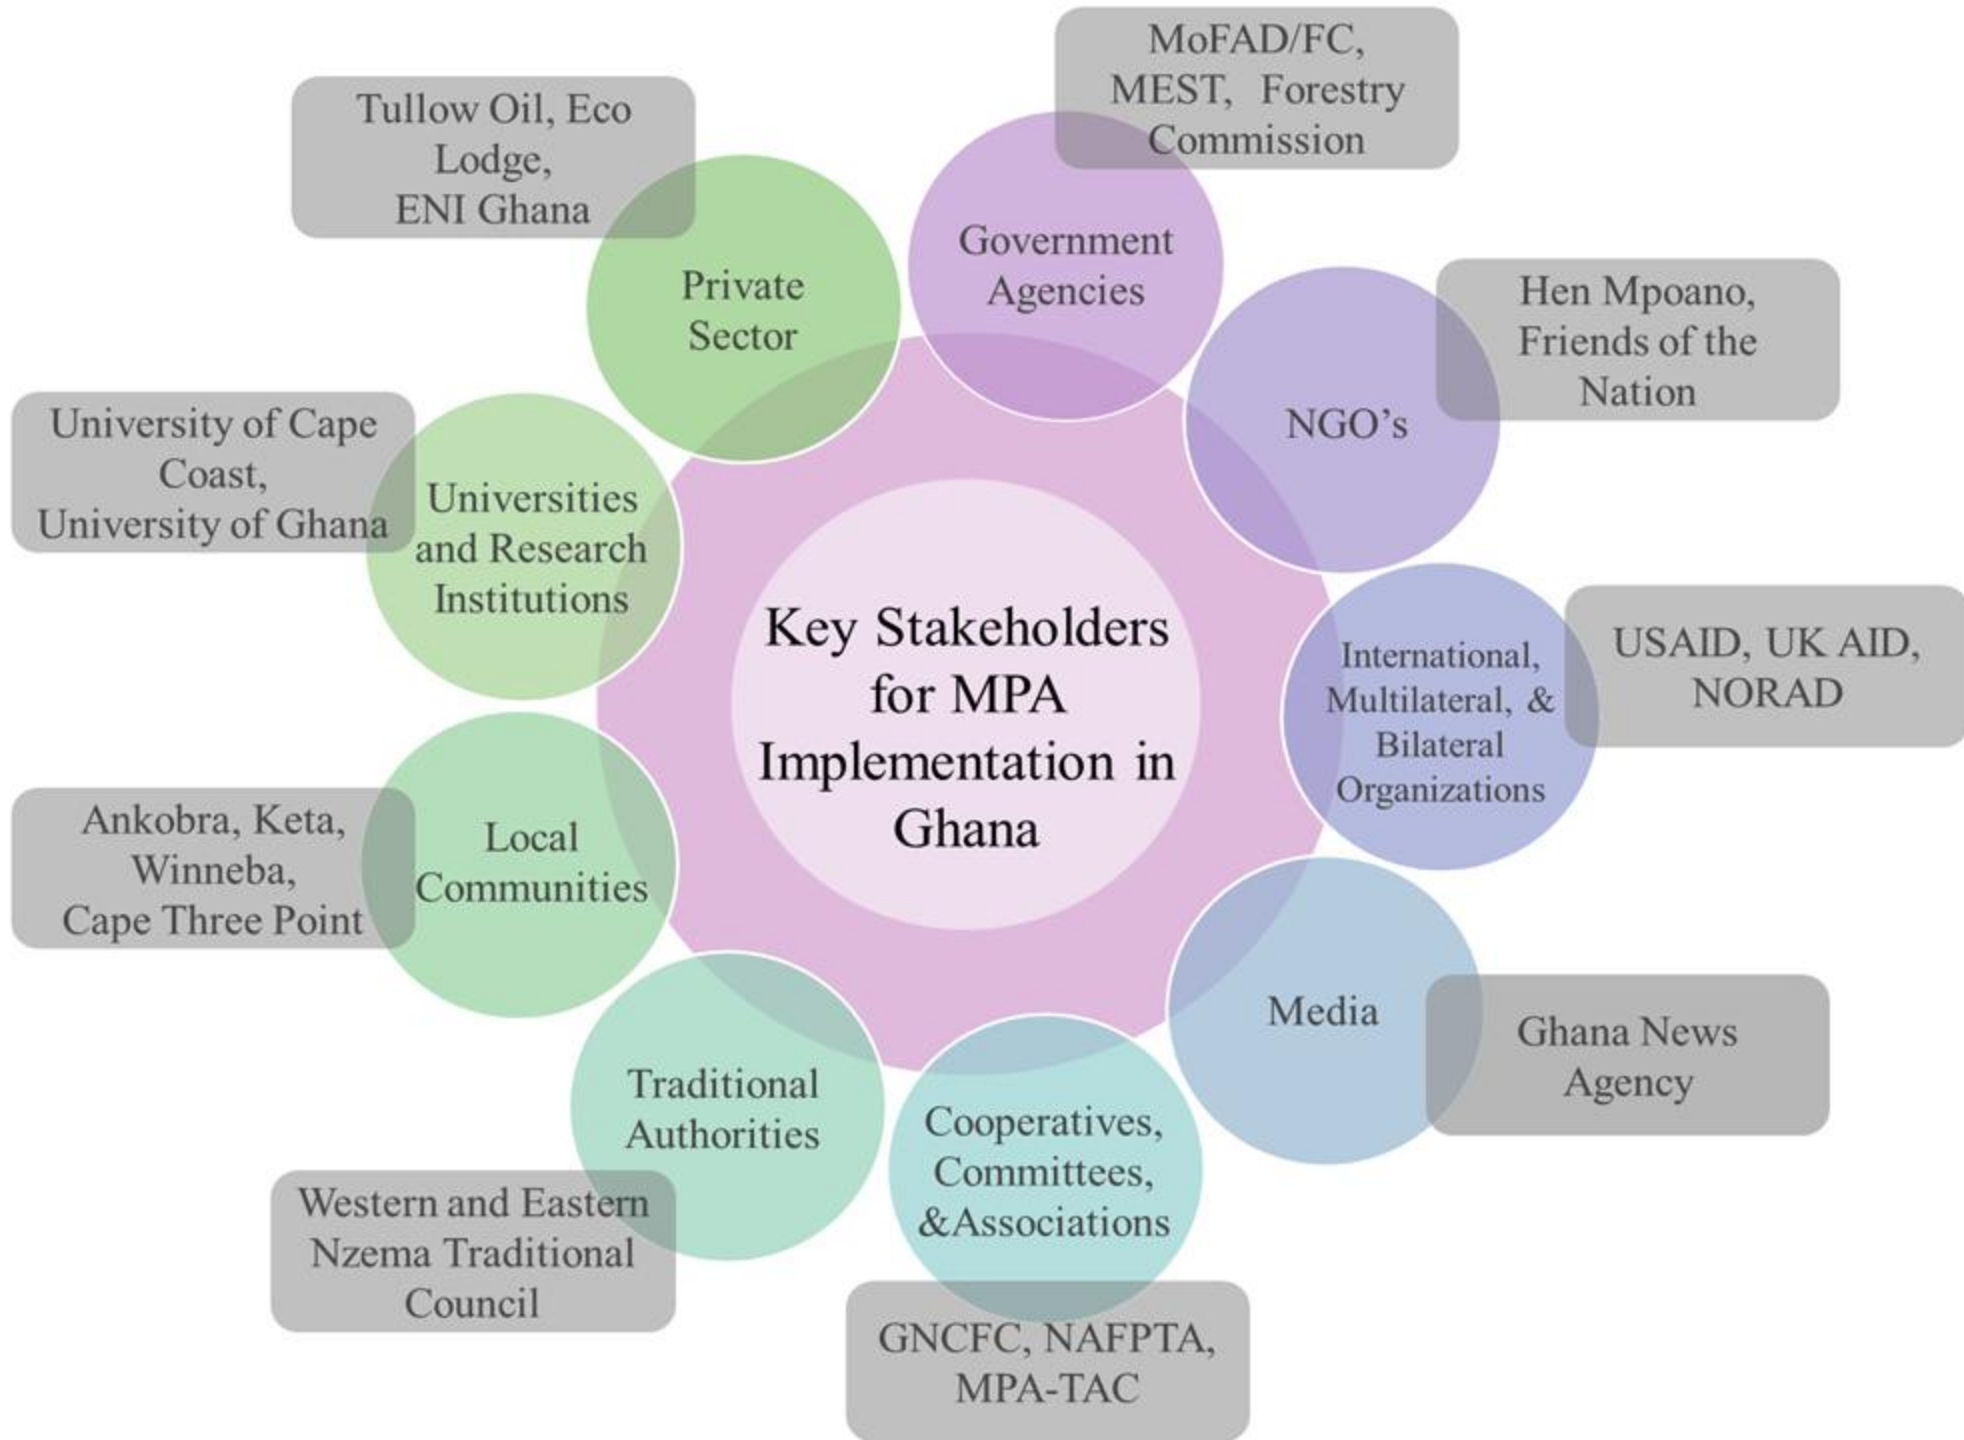 MoFAD/FC,
MEST, Forestry
Commission
Government
Agencies
Hen Mpoano,
Friends of the
Nation
NGO’s
USAID, UK AID,
NORAD
International,
Multilateral, &
Bilateral
Organizations
Ghana News
Agency
Media
Cooperatives,
Committees,
&Associations
GNCFC, NAFPTA,
MPA-TAC
Traditional
Authorities
Western and Eastern
Nzema Traditional
Council
Local
Communities
Ankobra, Keta,
Winneba,
Cape Three Point
Universities
and Research
Institutions
University of Cape
Coast,
University of Ghana
Private
Sector
Tullow Oil, Eco
Lodge,
ENI Ghana
Key Stakeholders
for MPA
Implementation in
Ghana